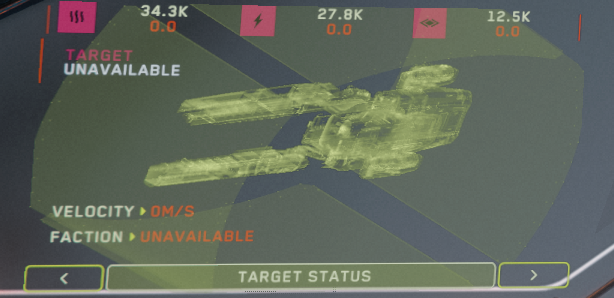 34.3K 27.8K 12.5K
0.0 0.0 0.0
TARGET
UNAVAILABLE
VELOCITY 0M/S
FACTION UNAVAILABLE
< TARGET STATUS >